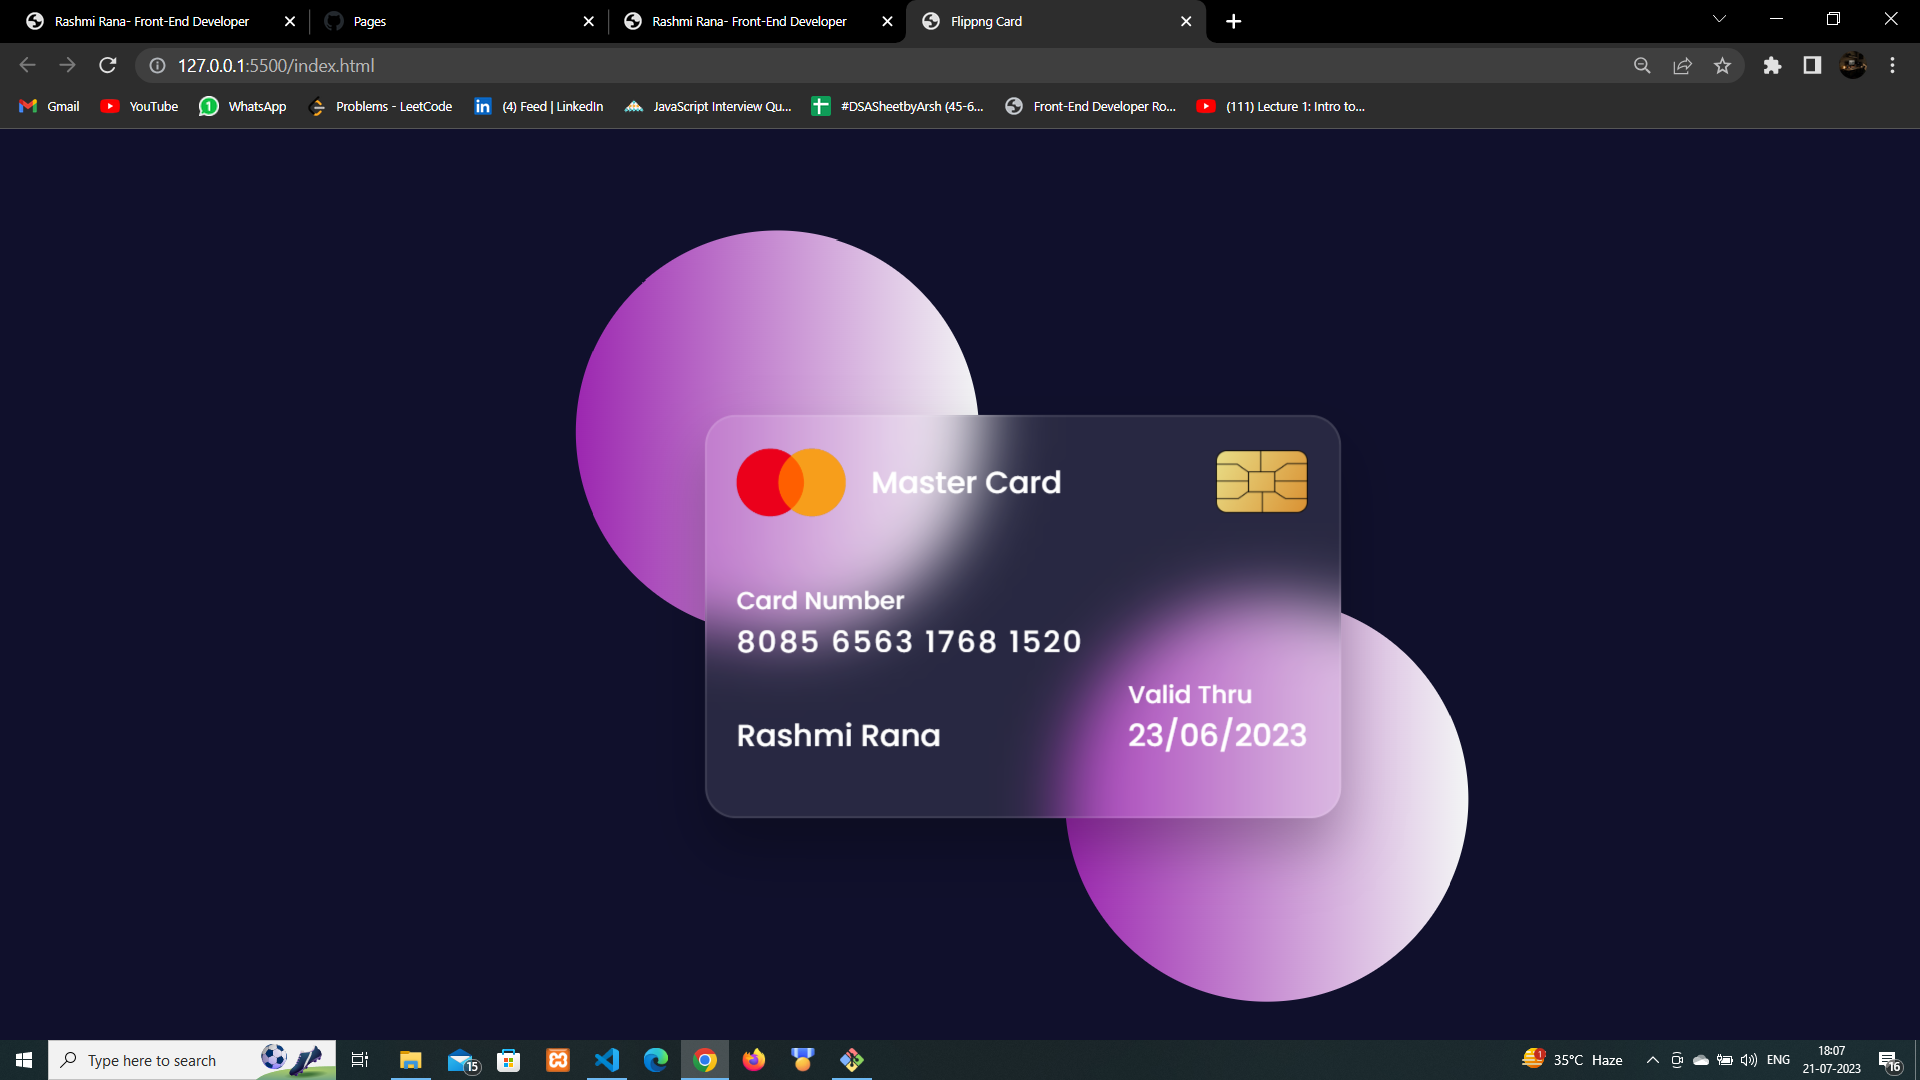 Rashmi Rana- Front-End Developer
Pages
Rashmi Rana- Front-End Developer
Flippng Card
127.0.0.1:5500/index.html
Gmail
YouTube
WhatsApp
Problems - LeetCode
(4) Feed | LinkedIn
JavaScript Interview Qu...
#DSASheetbyArsh (45-6...
Front-End Developer Ro...
(111) Lecture 1: Intro to...
Master Card
Card Number
8085 6563 1768 1520
Valid Thru
Rashmi Rana
23/06/2023
Type here to search
15
1
35°C Haze
ENG
18:07
21-07-2023
16